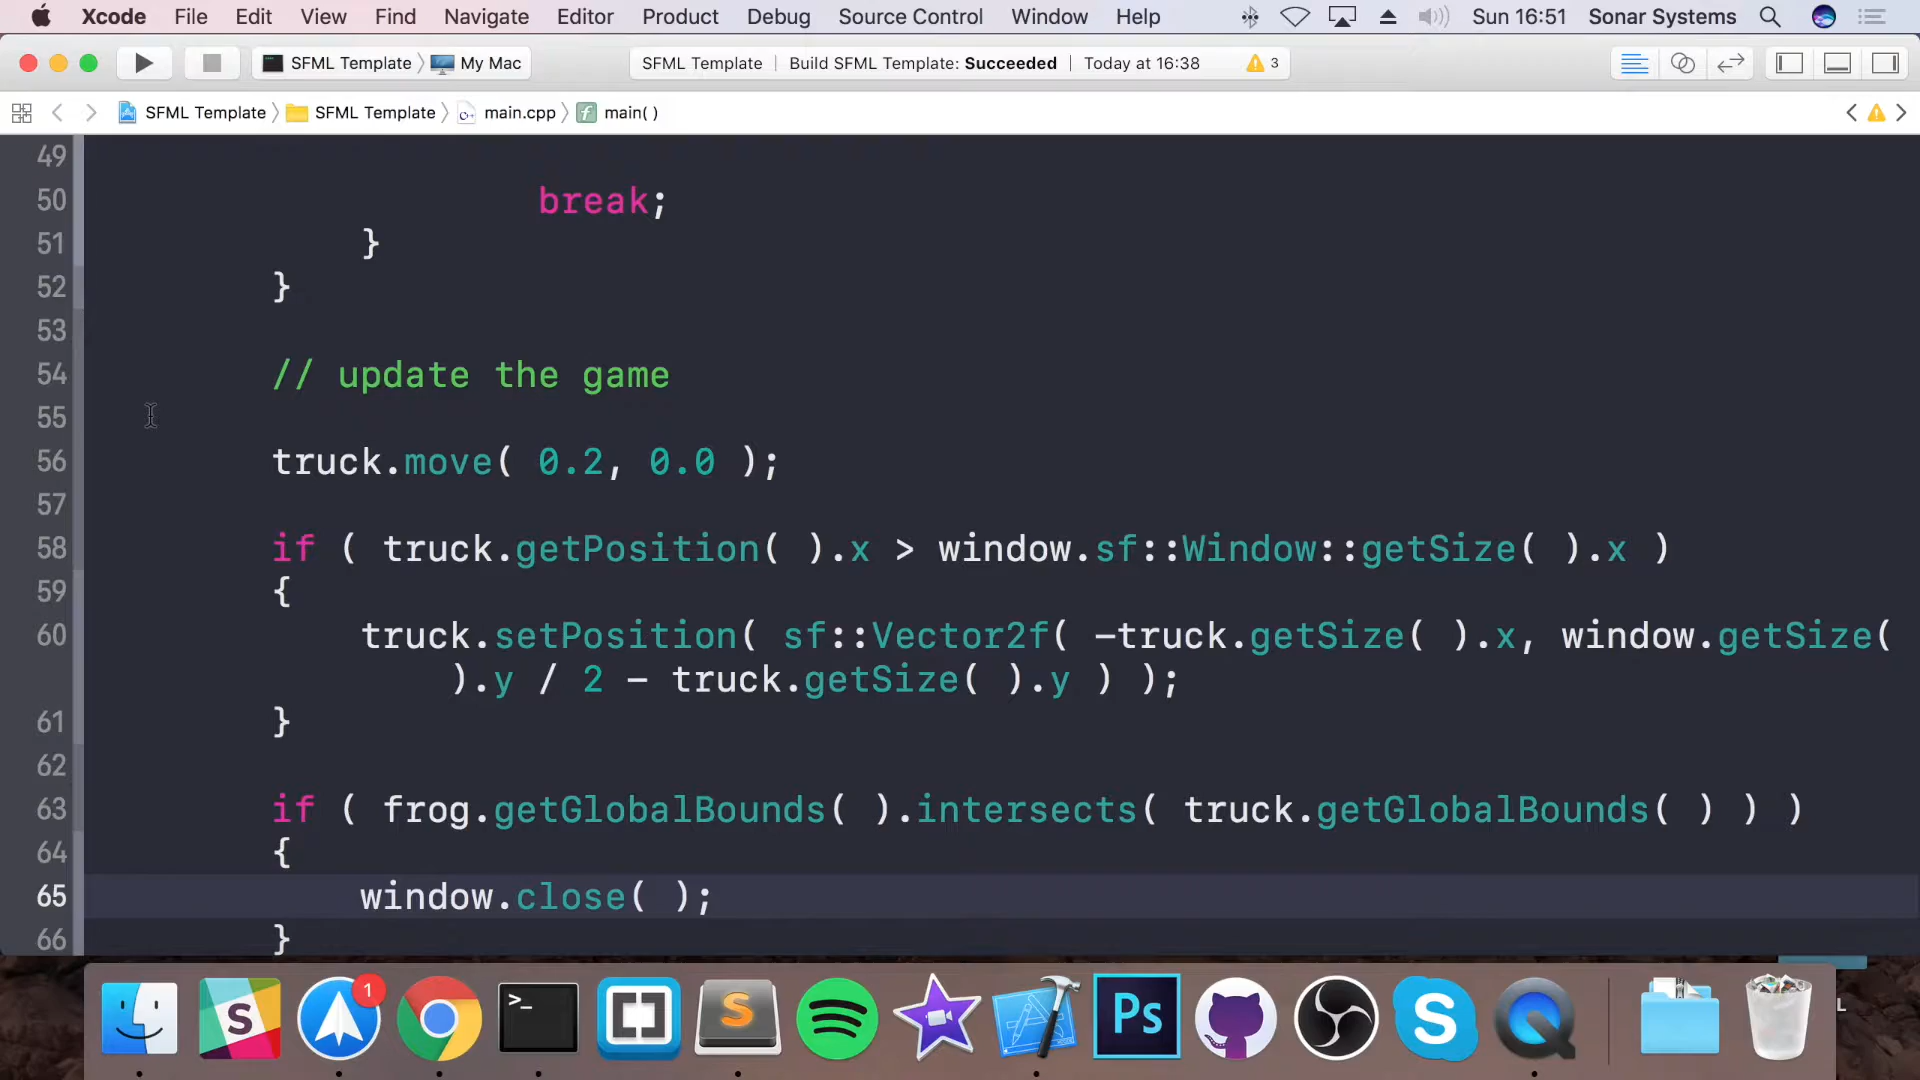 Xcode File Edit View Find Navigate Editor Product Debug Source Control Window Help Sun 16:51 Sonar Systems
SFML Template My Mac SFML Template Build SFML Template: Succeeded Today at 16:38 3
SFML Template SFML Template main.cpp main( )
49
50 break;
51 }
52 }
53
54 // update the game
55
56 truck.move( 0.2, 0.0 );
57
58 if ( truck.getPosition( ).x > window.sf::Window::getSize( ).x )
59 {
60 truck.setPosition( sf::Vector2f( -truck.getSize( ).x, window.getSize(
).y / 2 - truck.getSize( ).y ) );
61 }
62
63 if ( frog.getGlobalBounds( ).intersects( truck.getGlobalBounds( ) ) )
64 {
65 window.close( );
66 }
1
Ps